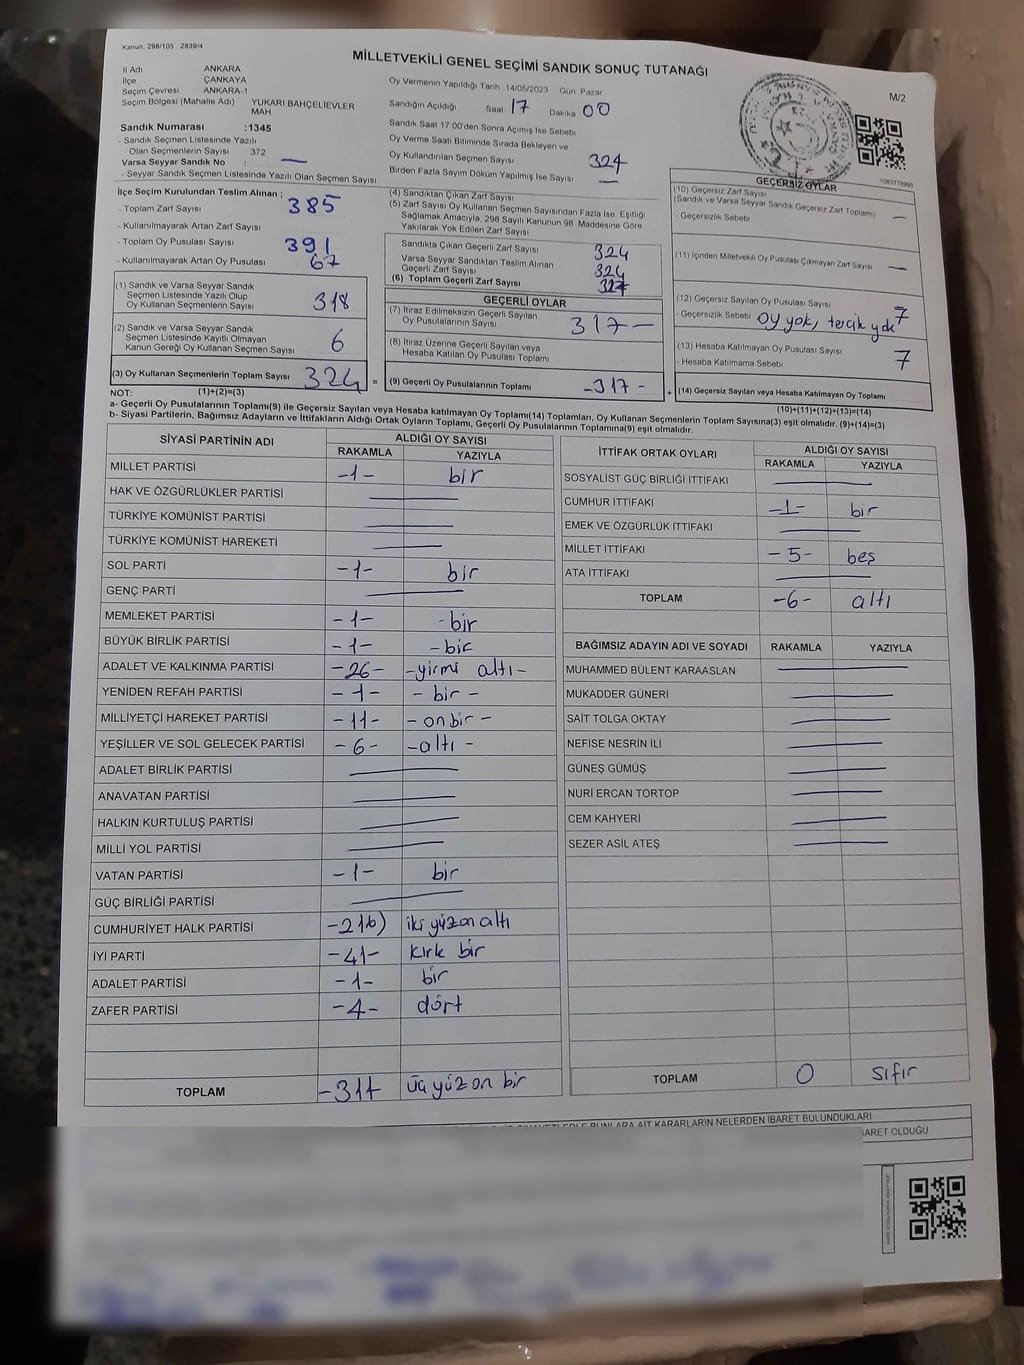 Kanun. 298/105 2839/4
MİLLETVEKİLİ GENEL SEÇİMİ SANDIK SONUÇ TUTANAĞI
M/2
İl Adı ANKARA
İlçe ÇANKAYA
Seçim Çevresi ANKARA-1
Seçim Bölgesi (Mahalle Adı) YUKARI BAHÇELİEVLER MAH
Sandık Numarası :1345
- Sandık Seçmen Listesinde Yazılı
Olan Seçmenlerin Sayısı 372
Varsa Seyyar Sandık No : —
- Seyyar Sandık Seçmen Listesinde Yazılı Olan Seçmen Sayısı
Oy Vermenin Yapıldığı Tarih 14/05/2023 Gün Pazar
Sandığın Açıldığı Saat 17 Dakika 00
Sandık Saat 17:00'den Sonra Açılmış İse Sebebi
Oy Verme Saati Bitiminde Sırada Bekleyen ve
Oy Kullandırılan Seçmen Sayısı 324
Birden Fazla Sayım Döküm Yapılmış İse Sayısı —
İlçe Seçim Kurulundan Teslim Alınan ;
- Toplam Zarf Sayısı 385
- Kullanılmayarak Artan Zarf Sayısı
- Toplam Oy Pusulası Sayısı 391
- Kullanılmayarak Artan Oy Pusulası 67
(1) Sandık ve Varsa Seyyar Sandık
Seçmen Listesinde Yazılı Olup
Oy Kullanan Seçmenlerin Sayısı 318
(2) Sandık ve Varsa Seyyar Sandık
Seçmen Listesinde Kayıtlı Olmayan
Kanun Gereği Oy Kullanan Seçmen Sayısı 6
(3) Oy Kullanan Seçmenlerin Toplam Sayısı 324 =
(1)+(2)=(3)
(4) Sandıktan Çıkan Zarf Sayısı
(5) Zarf Sayısı Oy Kullanan Seçmen Sayısından Fazla İse, Eşitliği
Sağlamak Amacıyla, 298 Sayılı Kanunun 98. Maddesine Göre
Yakılarak Yok Edilen Zarf Sayısı
Sandıkta Çıkan Geçerli Zarf Sayısı 324
Varsa Seyyar Sandıktan Teslim Alınan
Geçerli Zarf Sayısı 324
(6) Toplam Geçerli Zarf Sayısı
GEÇERLİ OYLAR
(7) İtiraz Edilmeksizin Geçerli Sayılan
Oy Pusulalarının Sayısı 317 —
(8) İtiraz Üzerine Geçerli Sayılan veya
Hesaba Katılan Oy Pusulası Toplamı
(9) Geçerli Oy Pusulalarının Toplamı -317- +
GEÇERSİZ OYLAR
(10) Geçersiz Zarf Sayısı
(Sandık ve Varsa Seyyar Sandık Geçersiz Zarf Toplamı) —
- Geçersizlik Sebebi
(11) İçinden Milletvekili Oy Pusulası Çıkmayan Zarf Sayısı —
(12) Geçersiz Sayılan Oy Pusulası Sayısı 7
- Geçersizlik Sebebi oy yok, tercih yok
(13) Hesaba Katılmayan Oy Pusulası Sayısı 7
- Hesaba Katılmama Sebebi
(14) Geçersiz Sayılan veya Hesaba Katılmayan Oy Toplamı
(10)+(11)+(12)+(13)=(14)
NOT:
a- Geçerli Oy Pusulalarının Toplamı(9) ile Geçersiz Sayılan veya Hesaba katılmayan Oy Toplamı(14) Toplamları, Oy Kullanan Seçmenlerin Toplam Sayısına(3) eşit olmalıdır. (9)+(14)=(3)
b- Siyasi Partilerin, Bağımsız Adayların ve İttifakların Aldığı Ortak Oyların Toplamı, Geçerli Oy Pusulalarının Toplamına(9) eşit olmalıdır.
SİYASİ PARTİNİN ADI ALDIĞI OY SAYISI
RAKAMLA YAZIYLA
MİLLET PARTİSİ -1- bir
HAK VE ÖZGÜRLÜKLER PARTİSİ —
TÜRKİYE KOMÜNİST PARTİSİ —
TÜRKİYE KOMÜNİST HAREKETİ —
SOL PARTİ -1- bir
GENÇ PARTİ —
MEMLEKET PARTİSİ -1- -bir
BÜYÜK BİRLİK PARTİSİ -1- -bir
ADALET VE KALKINMA PARTİSİ -26- -yirmi altı-
YENİDEN REFAH PARTİSİ -1- -bir-
MİLLİYETÇİ HAREKET PARTİSİ -11- -onbir-
YEŞİLLER VE SOL GELECEK PARTİSİ -6- -altı-
ADALET BİRLİK PARTİSİ —
ANAVATAN PARTİSİ —
HALKIN KURTULUŞ PARTİSİ —
MİLLİ YOL PARTİSİ —
VATAN PARTİSİ -1- bir
GÜÇ BİRLİĞİ PARTİSİ —
CUMHURİYET HALK PARTİSİ -216) iki yüz on altı
İYİ PARTİ -41- kırk bir
ADALET PARTİSİ -1- bir
ZAFER PARTİSİ -4- dört
TOPLAM -311 üç yüz on bir
İTTİFAK ORTAK OYLARI ALDIĞI OY SAYISI
RAKAMLA YAZIYLA
SOSYALİST GÜÇ BİRLİĞİ İTTİFAKI —
CUMHUR İTTİFAKI -1- bir
EMEK VE ÖZGÜRLÜK İTTİFAKI —
MİLLET İTTİFAKI -5- beş
ATA İTTİFAKI —
TOPLAM -6- altı
BAĞIMSIZ ADAYIN ADI VE SOYADI RAKAMLA YAZIYLA
MUHAMMED BÜLENT KARAASLAN —
MUKADDER GÜNERİ —
SAİT TOLGA OKTAY —
NEFİSE NESRİN İLİ —
GÜNEŞ GÜMÜŞ —
NURİ ERCAN TORTOP —
CEM KAHYERİ —
SEZER ASİL ATEŞ —
TOPLAM 0 sıfır
BUNLARA AİT KARARLARIN NELERDEN İBARET BULUNDUKLARI
İBARET OLDUĞU